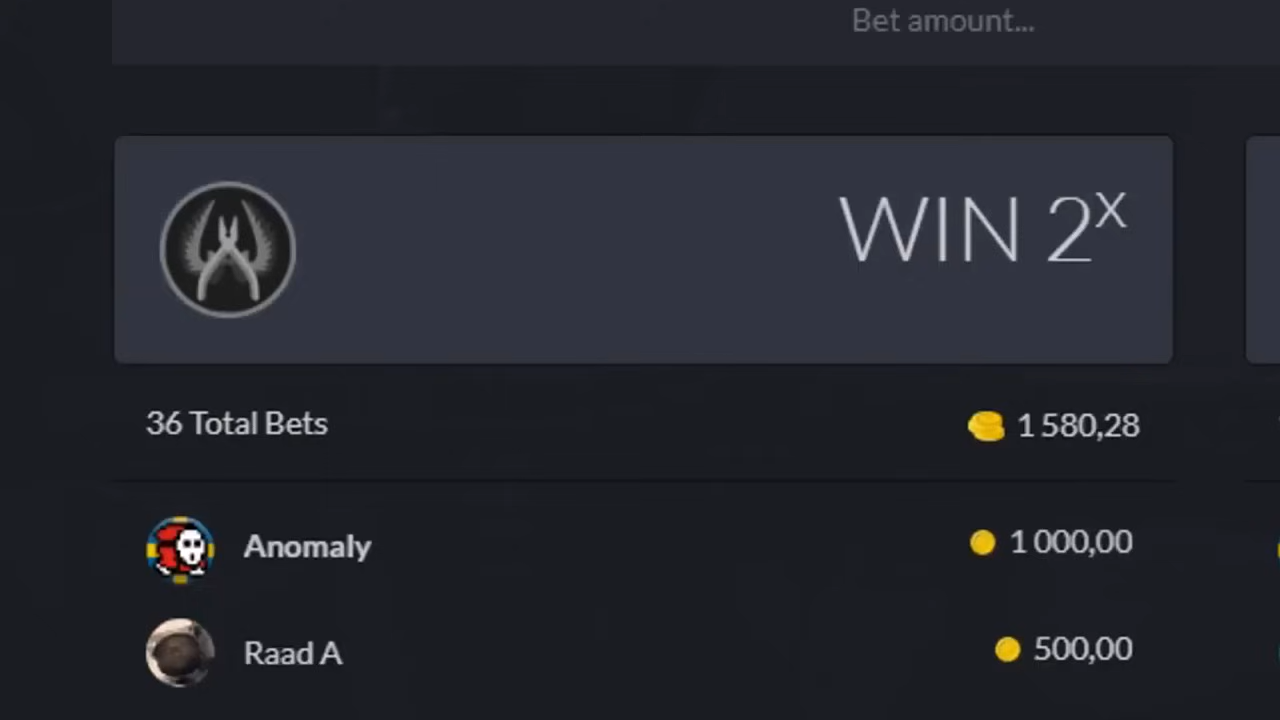 Bet amount...
WIN 2X
36 Total Bets
1 580,28
Anomaly
1 000,00
Raad A
500,00